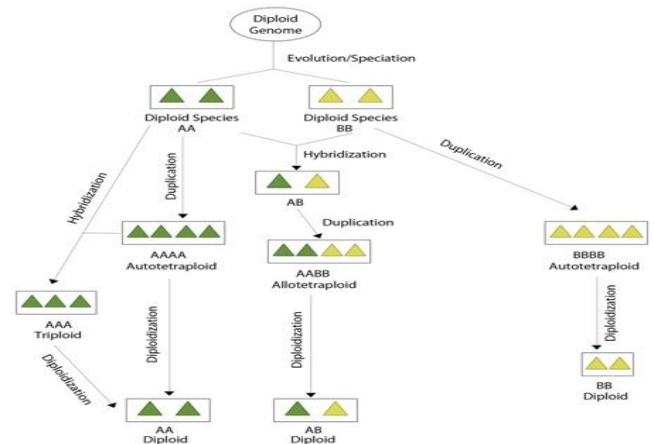 Diploid
Genome
Evolution/Speciation
Diploid Species
AA
Diploid Species
BB
Hybridization
Duplication
Hybridization
Duplication
AB
Duplication
AAAA
Autotetraploid
AABB
Allotetraploid
BBBB
Autotetraploid
AAA
Triploid
Diploidization
Diploidization
Diploidization
Diploidization
BB
Diploid
AA
Diploid
AB
Diploid